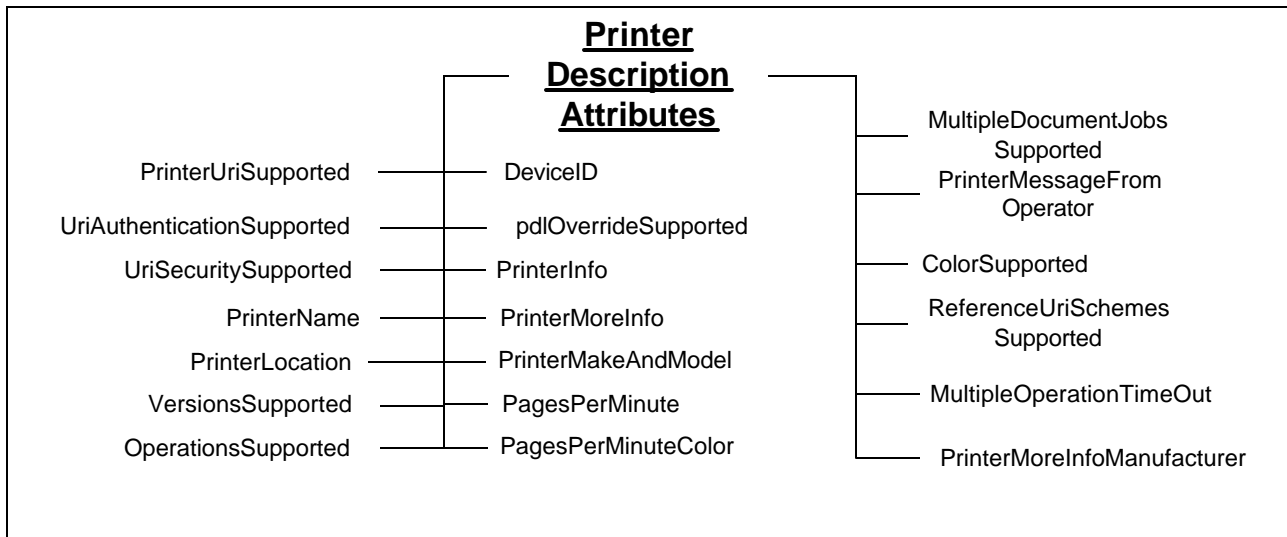 Printer
Description
Attributes
PrinterUriSupported
DeviceID
UriAuthenticationSupported
pdlOverrideSupported
UriSecuritySupported
PrinterInfo
PrinterName
PrinterMoreInfo
PrinterLocation
PrinterMakeAndModel
VersionsSupported
PagesPerMinute
OperationsSupported
PagesPerMinuteColor
MultipleDocumentJobs
Supported
PrinterMessageFrom
Operator
ColorSupported
ReferenceUriSchemes
Supported
MultipleOperationTimeOut
PrinterMoreInfoManufacturer